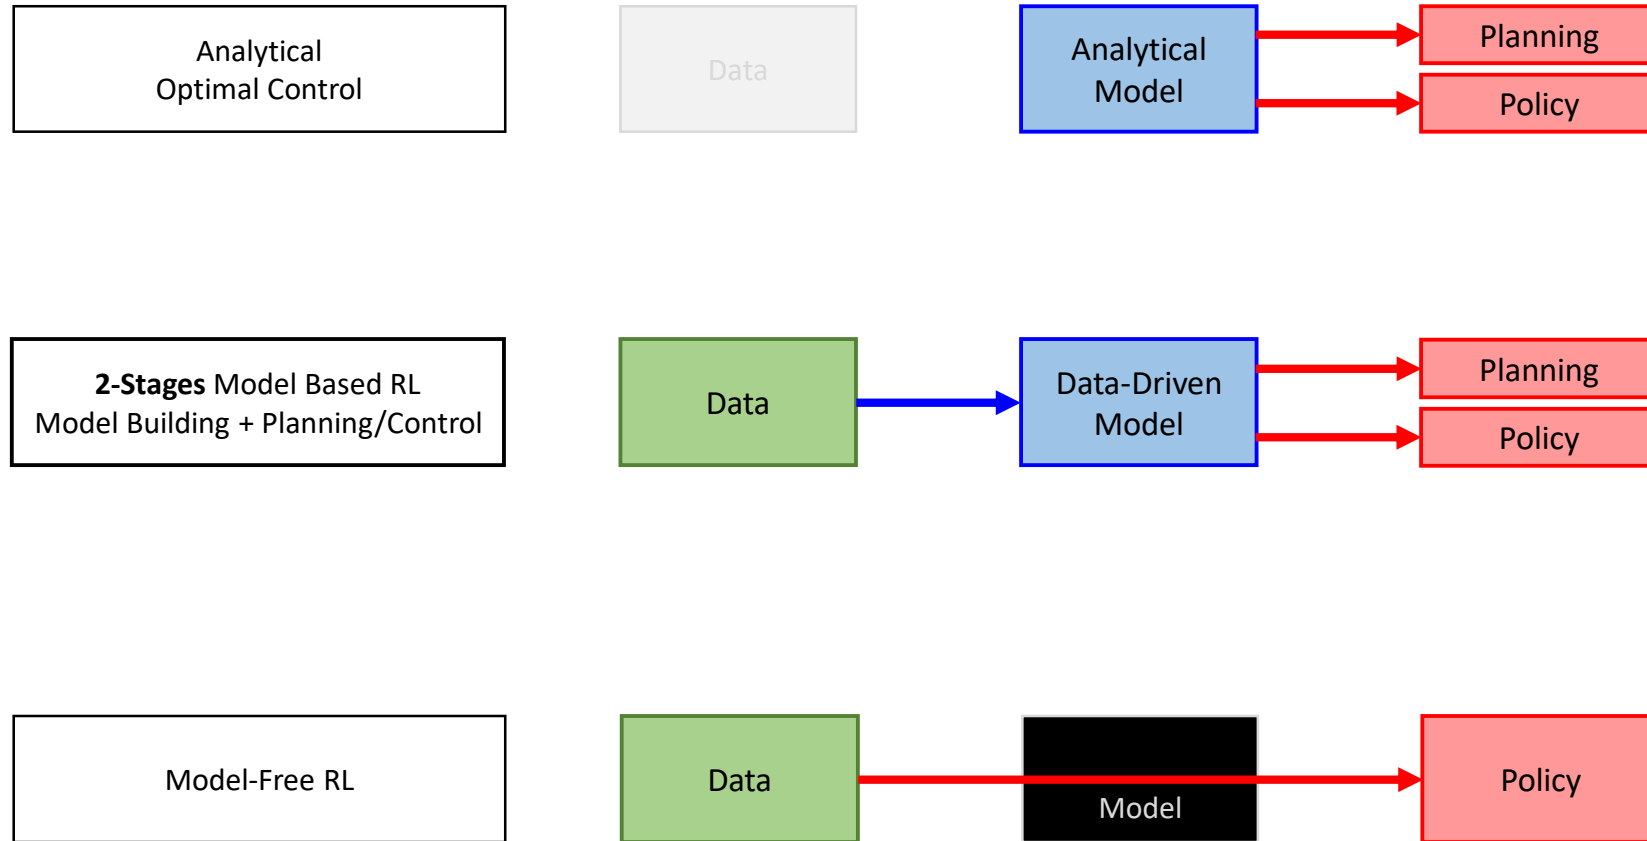 Analytical
Optimal Control
Data
Analytical
Model
Planning
Policy
2-Stages Model Based RL
Model Building + Planning/Control
Data
Data-Driven
Model
Planning
Policy
Model-Free RL
Data
Model
Policy